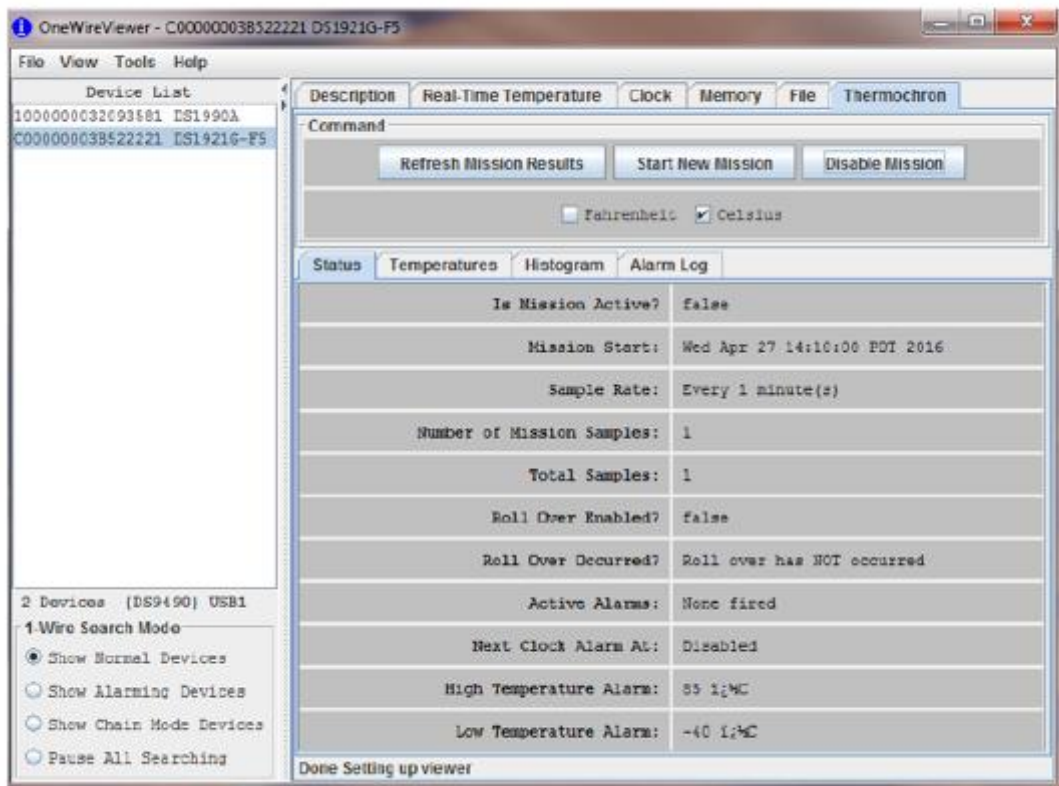 OneWireViewer - C00000003B522221 DS1921G-F5
File View Tools Help
Device List
1000000032093581 DS1990A
C00000003B522221 DS1921G-F5
2 Devices (DS9490) USB1
1-Wire Search Mode
Show Normal Devices
Show Alarming Devices
Show Chain Mode Devices
Pause All Searching
Description Real-Time Temperature Clock Memory File Thermochron
Command
Refresh Mission Results Start New Mission Disable Mission
Fahrenheit Celsius
Status Temperatures Histogram Alarm Log
Is Mission Active? false
Mission Start: Wed Apr 27 14:10:00 PDT 2016
Sample Rate: Every 1 minute(s)
Number of Mission Samples: 1
Total Samples: 1
Roll Over Enabled? false
Roll Over Occurred? Roll over has NOT occurred
Active Alarms: None fired
Next Clock Alarm At: Disabled
High Temperature Alarm: 85 ï¿½C
Low Temperature Alarm: -40 ï¿½C
Done Setting up viewer